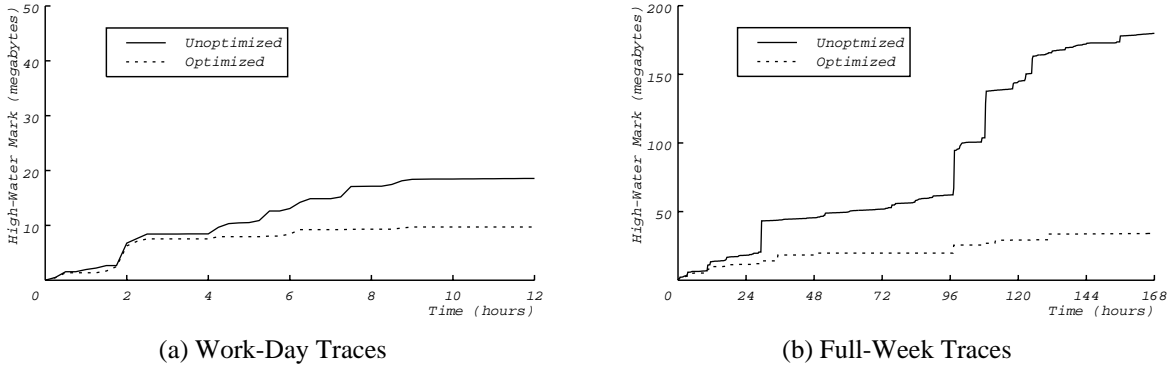 High-Water Mark (megabytes)
50
40
30
20
10
0
Unoptimized
Optimized
2
4
6
8
10
12
Time (hours)
(a) Work-Day Traces
High-Water Mark (megabytes)
200
150
100
50
0
Unoptmized
Optimized
24
48
72
96
120
144
168
Time (hours)
(b) Full-Week Traces